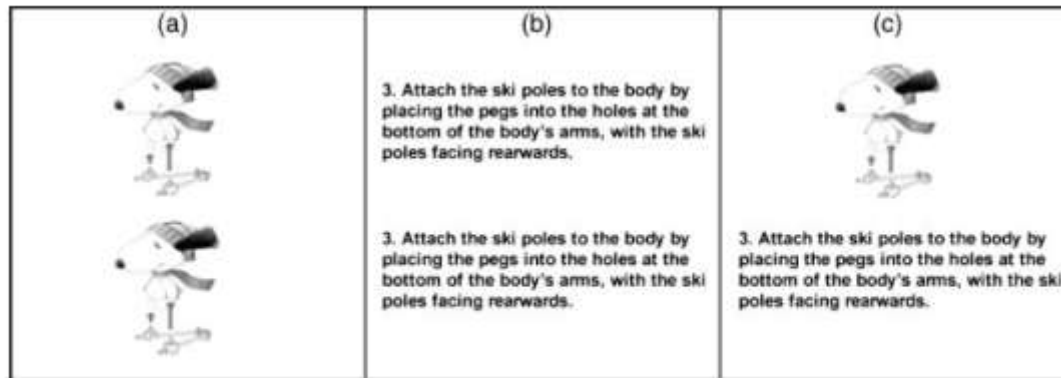 (a)
(b)
3. Attach the ski poles to the body by
placing the pegs into the holes at the
bottom of the body's arms, with the ski
poles facing rearwards.
3. Attach the ski poles to the body by
placing the pegs into the holes at the
bottom of the body's arms, with the ski
poles facing rearwards.
(c)
3. Attach the ski poles to the body by
placing the pegs into the holes at the
bottom of the body's arms, with the ski
poles facing rearwards.